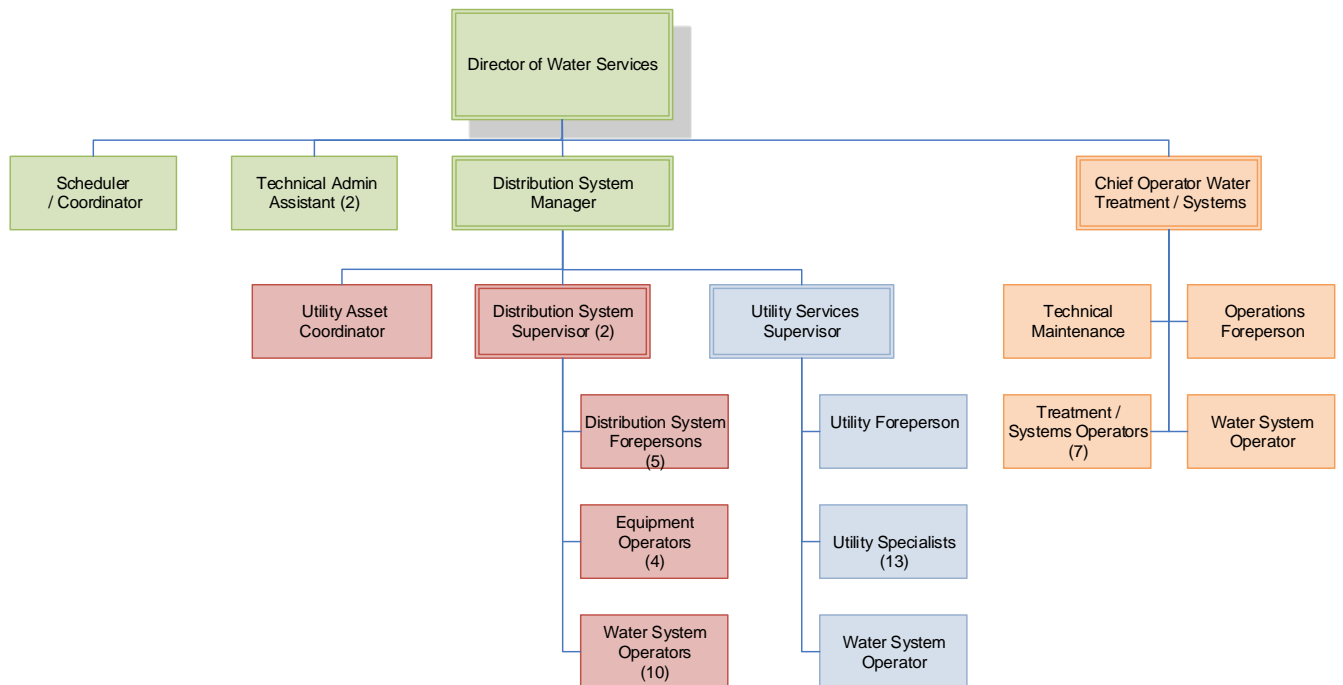 Director of Water Services
Scheduler
/ Coordinator
Technical Admin
Assistant (2)
Distribution System
Manager
Chief Operator Water
Treatment / Systems
Utility Asset
Coordinator
Distribution System
Supervisor (2)
Utility Services
Supervisor
Technical
Maintenance
Operations
Foreperson
Distribution System
Forepersons
(5)
Utility Foreperson
Treatment /
Systems Operators
(7)
Water System
Operator
Equipment
Operators
(4)
Utility Specialists
(13)
Water System
Operators
(10)
Water System
Operator